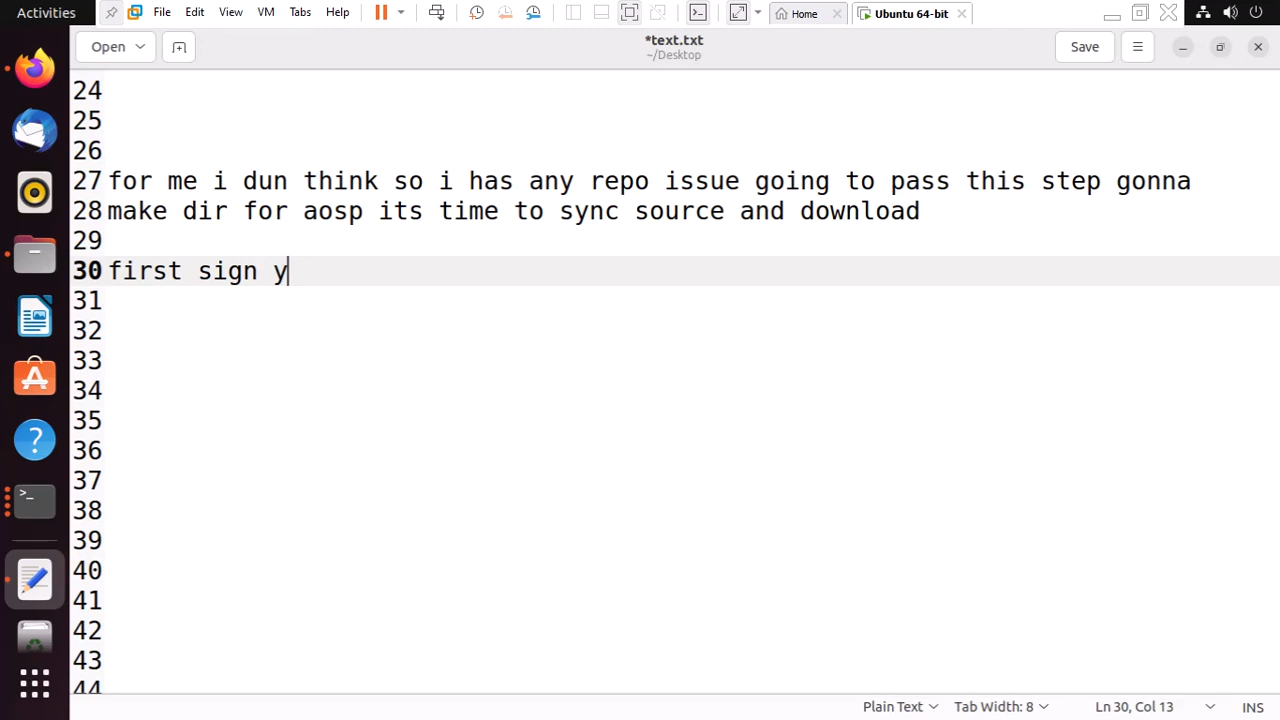 Activities File Edit View VM Tabs Help Home Ubuntu 64-bit
Open *text.txt Save
~/Desktop
24
25
26
27 for me i dun think so i has any repo issue going to pass this step gonna
28 make dir for aosp its time to sync source and download
29
30 first sign y
31
32
33
34
35
36
37
38
39
40
41
42
43
44
Plain Text Tab Width: 8 Ln 30, Col 13 INS